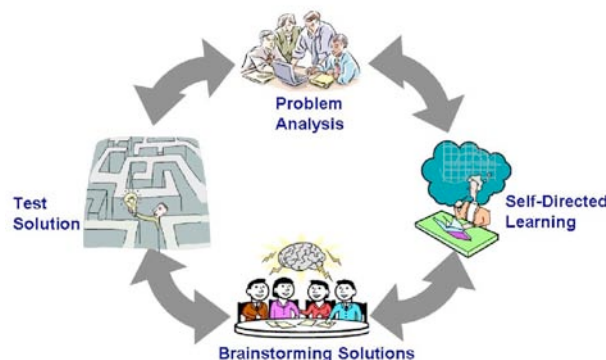 Problem
Analysis
Self-Directed
Learning
Brainstorming Solutions
Test
Solution